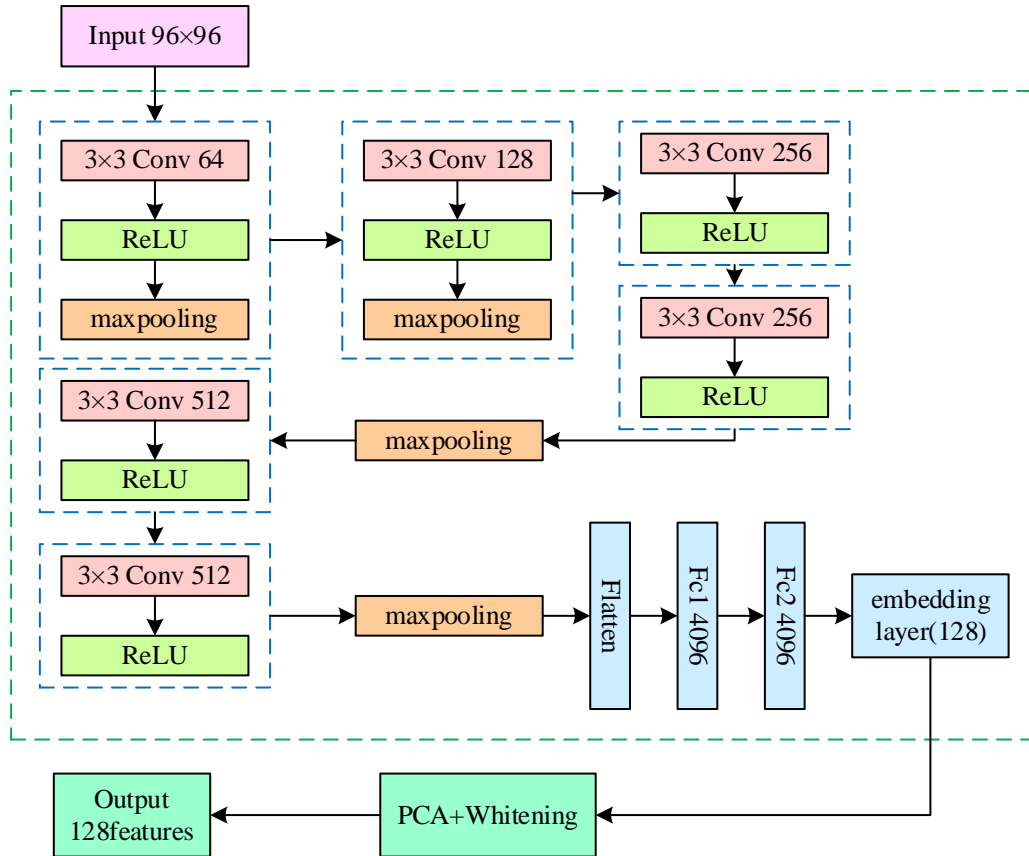 Input 96×96
3×3 Conv 64
ReLU
maxpooling
3×3 Conv 128
ReLU
maxpooling
3×3 Conv 256
ReLU
3×3 Conv 256
ReLU
maxpooling
3×3 Conv 512
ReLU
3×3 Conv 512
ReLU
maxpooling
Flatten
Fc1 4096
Fc2 4096
embedding
layer(128)
PCA+Whitening
Output
128features